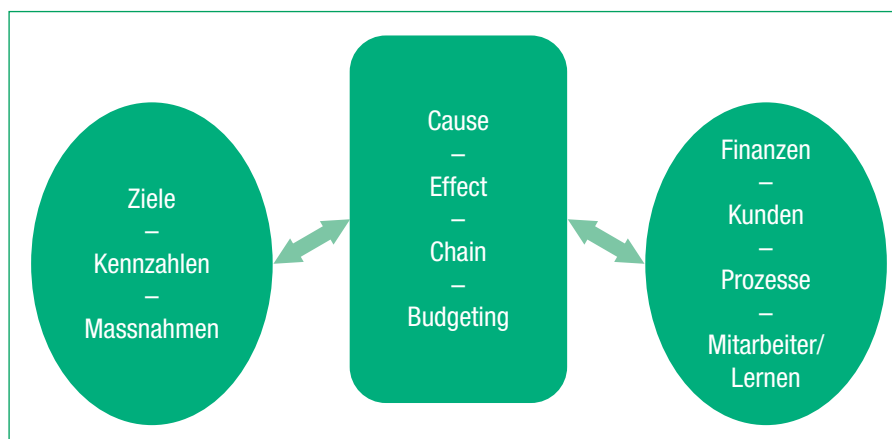 Ziele
–
Kennzahlen
–
Massnahmen
Cause
–
Effect
–
Chain
–
Budgeting
Finanzen
–
Kunden
–
Prozesse
–
Mitarbeiter/
Lernen